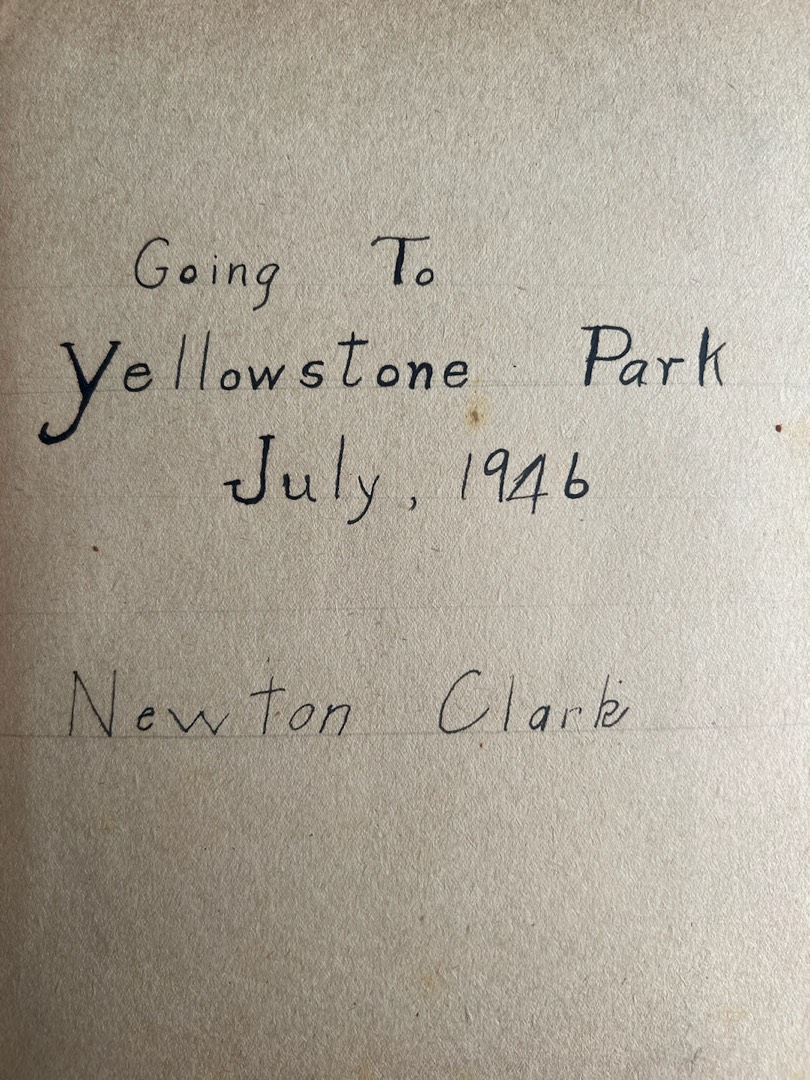 Going To
Yellowstone Park
July, 1946
Newton Clark